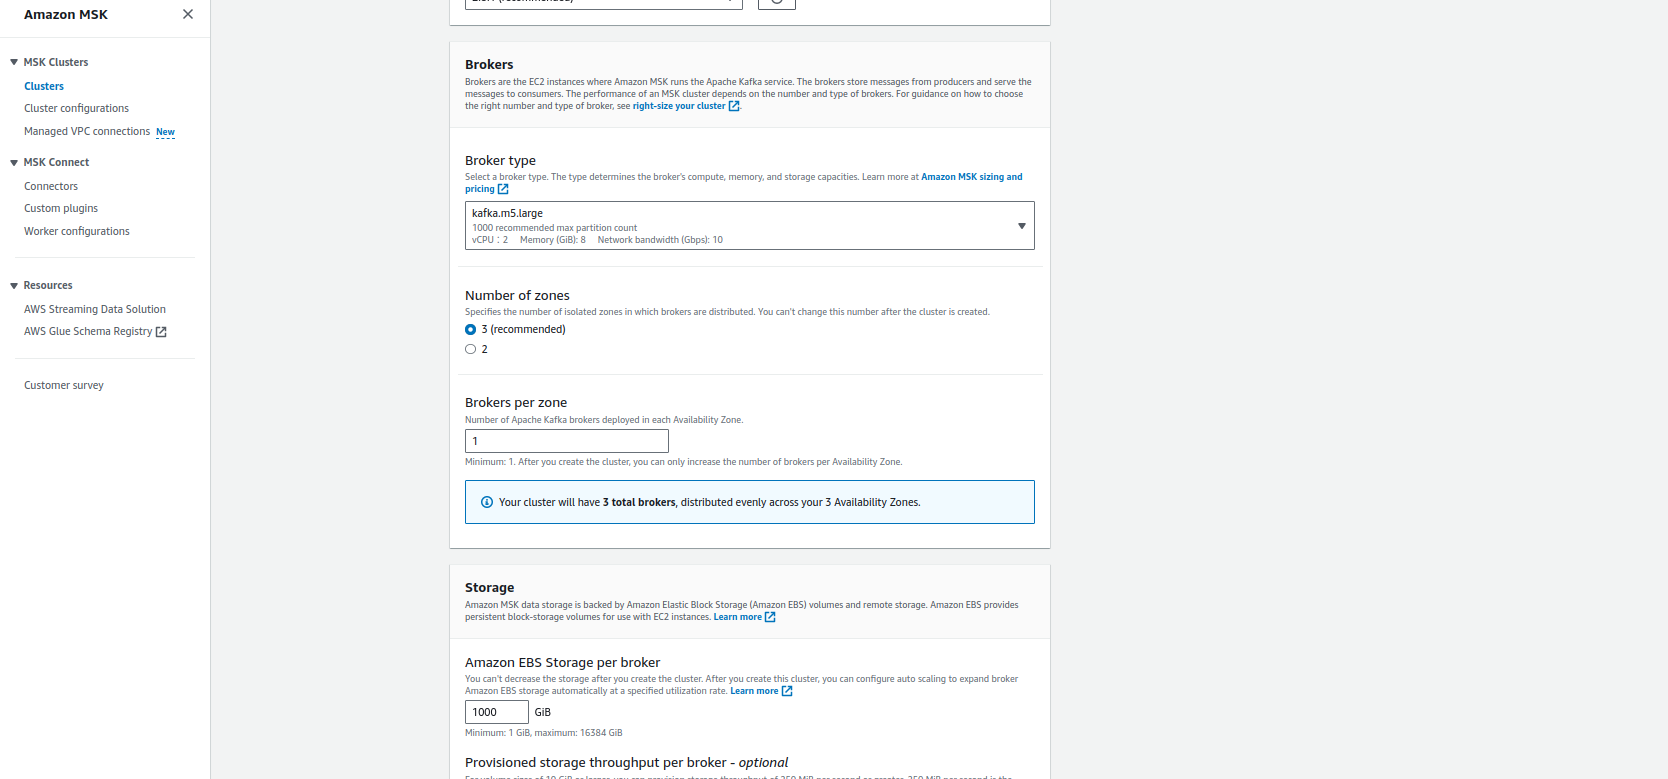 Amazon MSK
MSK Clusters
Clusters
Cluster configurations
Managed VPC connections New
MSK Connect
Connectors
Custom plugins
Worker configurations
Resources
AWS Streaming Data Solution
AWS Glue Schema Registry
Customer survey
Brokers
Brokers are the EC2 instances where Amazon MSK runs the Apache Kafka service. The brokers store messages from producers and serve the
messages to consumers. The performance of an MSK cluster depends on the number and type of brokers. For guidance on how to choose
the right number and type of broker, see right-size your cluster.
Broker type
Select a broker type. The type determines the broker's compute, memory, and storage capacities. Learn more at Amazon MSK sizing and
pricing
kafka.m5.large
1000 recommended max partition count
vCPU : 2 Memory (GiB): 8 Network bandwidth (Gbps): 10
Number of zones
Specifies the number of isolated zones in which brokers are distributed. You can't change this number after the cluster is created.
3 (recommended)
2
Brokers per zone
Number of Apache Kafka brokers deployed in each Availability Zone.
1
Minimum: 1. After you create the cluster, you can only increase the number of brokers per Availability Zone.
Your cluster will have 3 total brokers, distributed evenly across your 3 Availability Zones.
Storage
Amazon MSK data storage is backed by Amazon Elastic Block Storage (Amazon EBS) volumes and remote storage. Amazon EBS provides
persistent block-storage volumes for use with EC2 instances. Learn more
Amazon EBS Storage per broker
You can't decrease the storage after you create the cluster. After you create this cluster, you can configure auto scaling to expand broker
Amazon EBS storage automatically at a specified utilization rate. Learn more
1000 GiB
Minimum: 1 GiB, maximum: 16384 GiB
Provisioned storage throughput per broker - optional